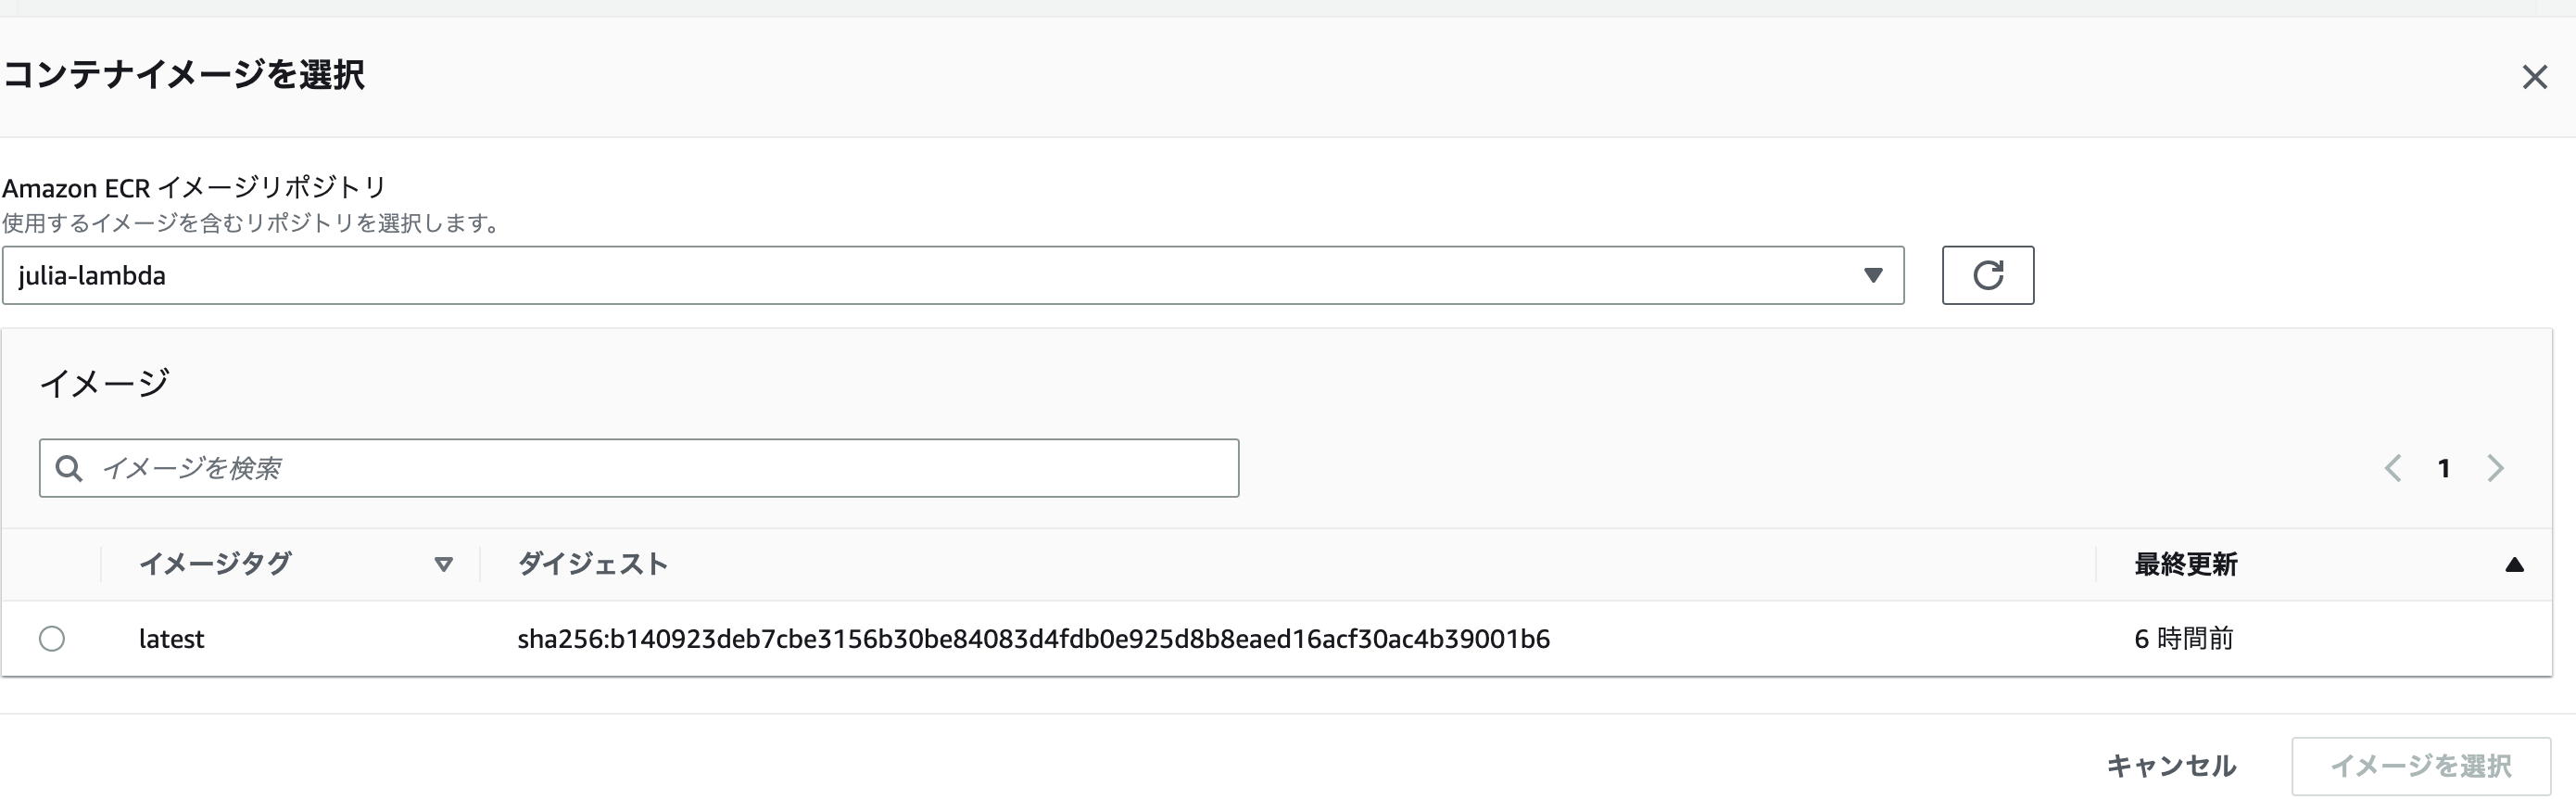 コンテナイメージを選択
Amazon ECR イメージリポジトリ
使用するイメージを含むリポジトリを選択します。
julia-lambda
イメージ
イメージを検索
1
イメージタグ ダイジェスト 最終更新
latest sha256:b140923deb7cbe3156b30be84083d4fdb0e925d8b8eaed16acf30ac4b39001b6 6 時間前
キャンセル イメージを選択